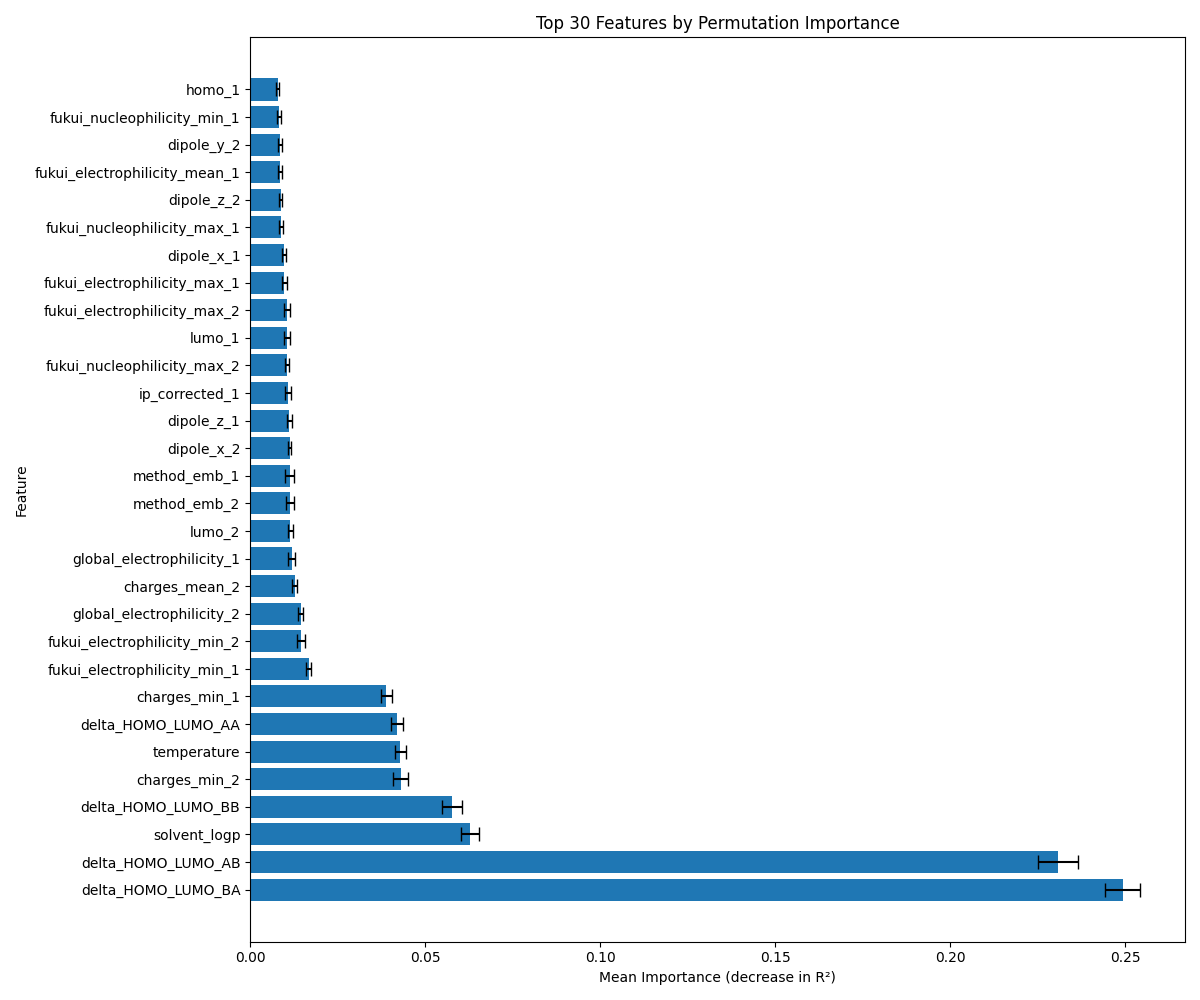 Top 30 Features by Permutation Importance
homo_1
fukui_nucleophilicity_min_1
dipole_y_2
fukui_electrophilicity_mean_1
dipole_z_2
fukui_nucleophilicity_max_1
dipole_x_1
fukui_electrophilicity_max_1
fukui_electrophilicity_max_2
lumo_1
fukui_nucleophilicity_max_2
ip_corrected_1
dipole_z_1
dipole_x_2
method_emb_1
method_emb_2
lumo_2
global_electrophilicity_1
charges_mean_2
global_electrophilicity_2
fukui_electrophilicity_min_2
fukui_electrophilicity_min_1
charges_min_1
delta_HOMO_LUMO_AA
temperature
charges_min_2
delta_HOMO_LUMO_BB
solvent_logp
delta_HOMO_LUMO_AB
delta_HOMO_LUMO_BA
Feature
0.00 0.05 0.10 0.15 0.20 0.25
Mean Importance (decrease in R²)